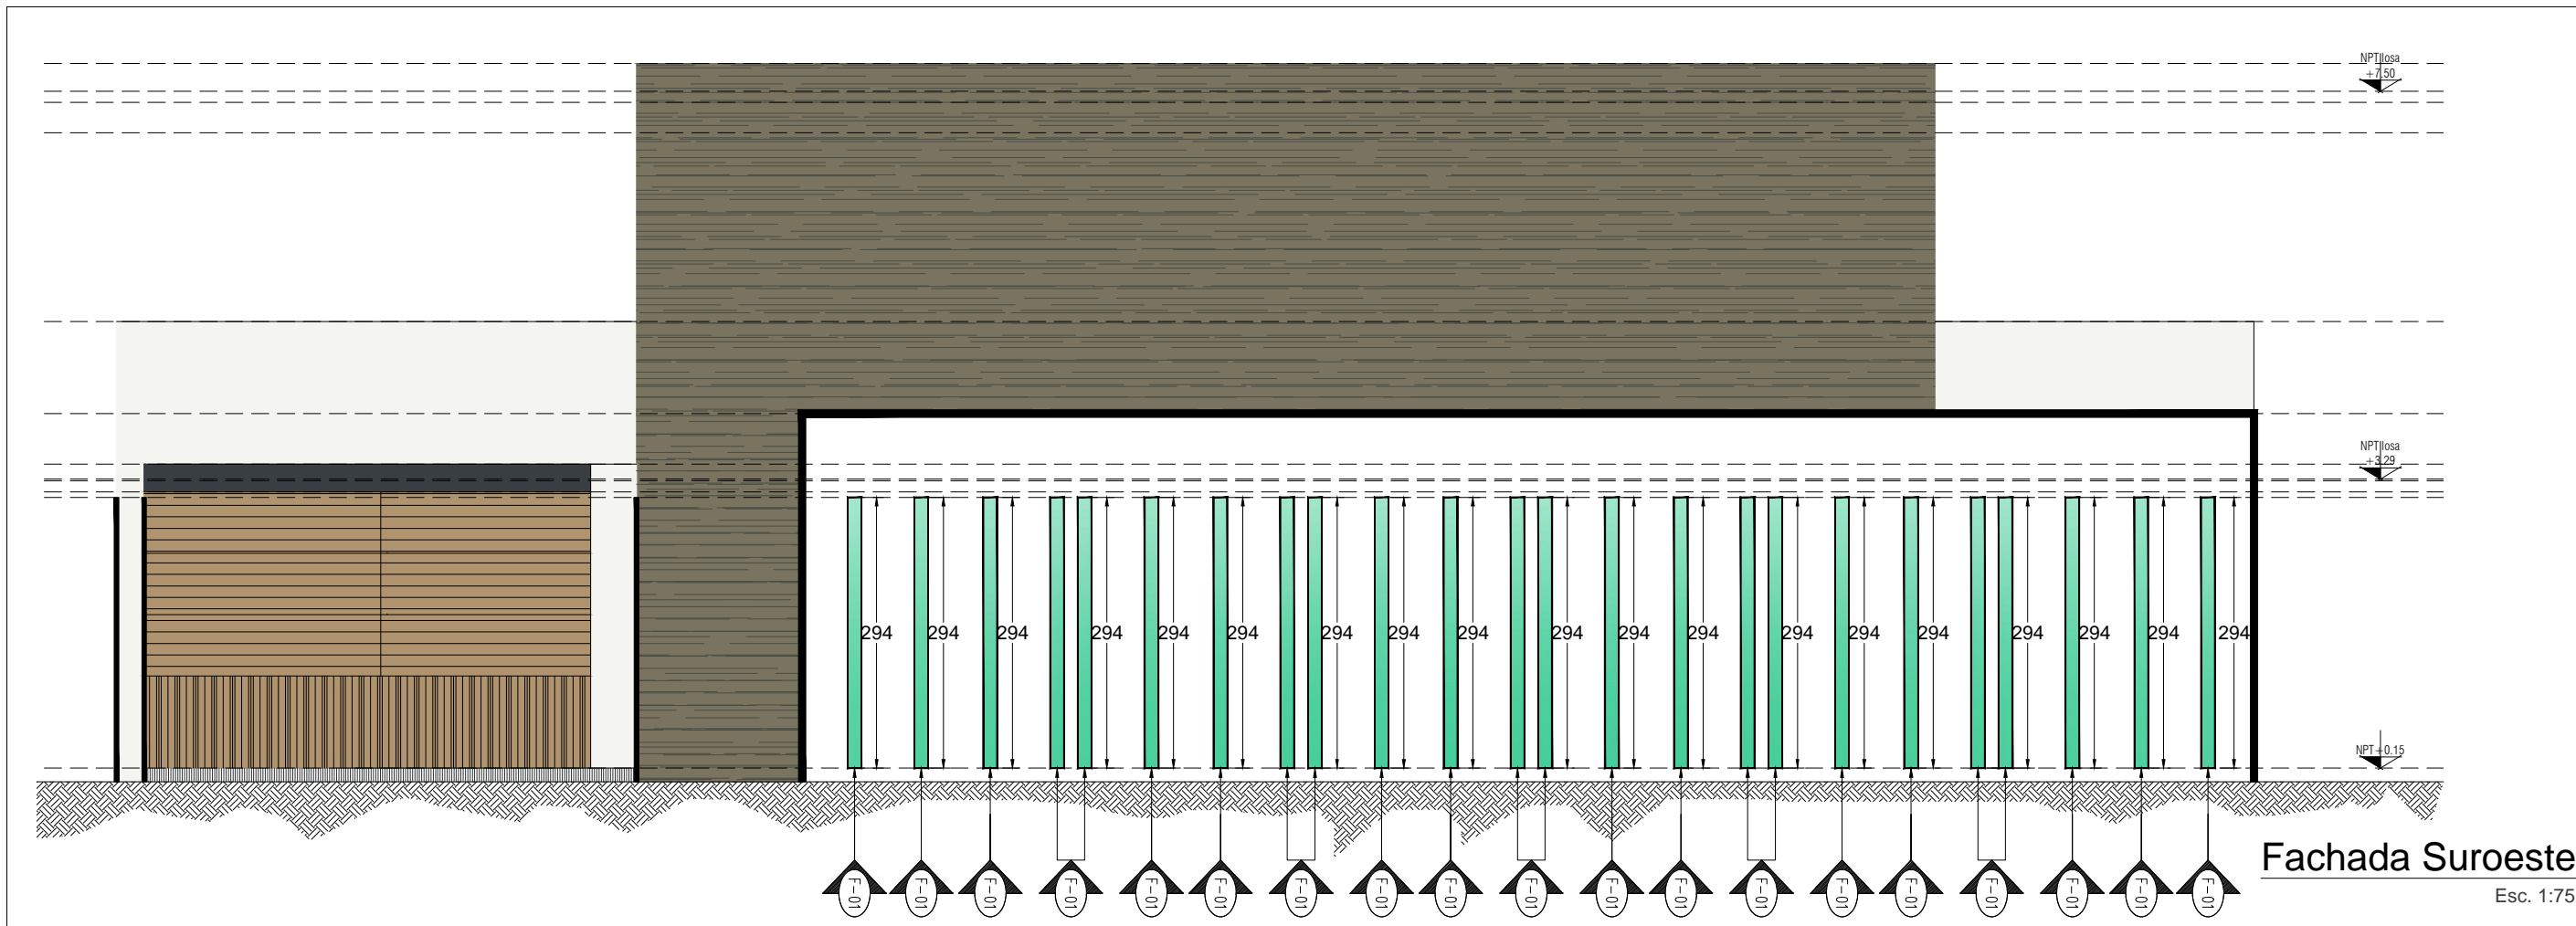 NPT losa
+7.50
NPT losa
+3.29
294 294 294 294 294 294 294 294 294 294 294 294 294 294 294 294 294 294 294
NPT+0.15
F-01 F-01 F-01 F-01 F-01 F-01 F-01 F-01 F-01 F-01 F-01 F-01 F-01 F-01 F-01 F-01 F-01 F-01 F-01
Fachada Suroeste
Esc. 1:75